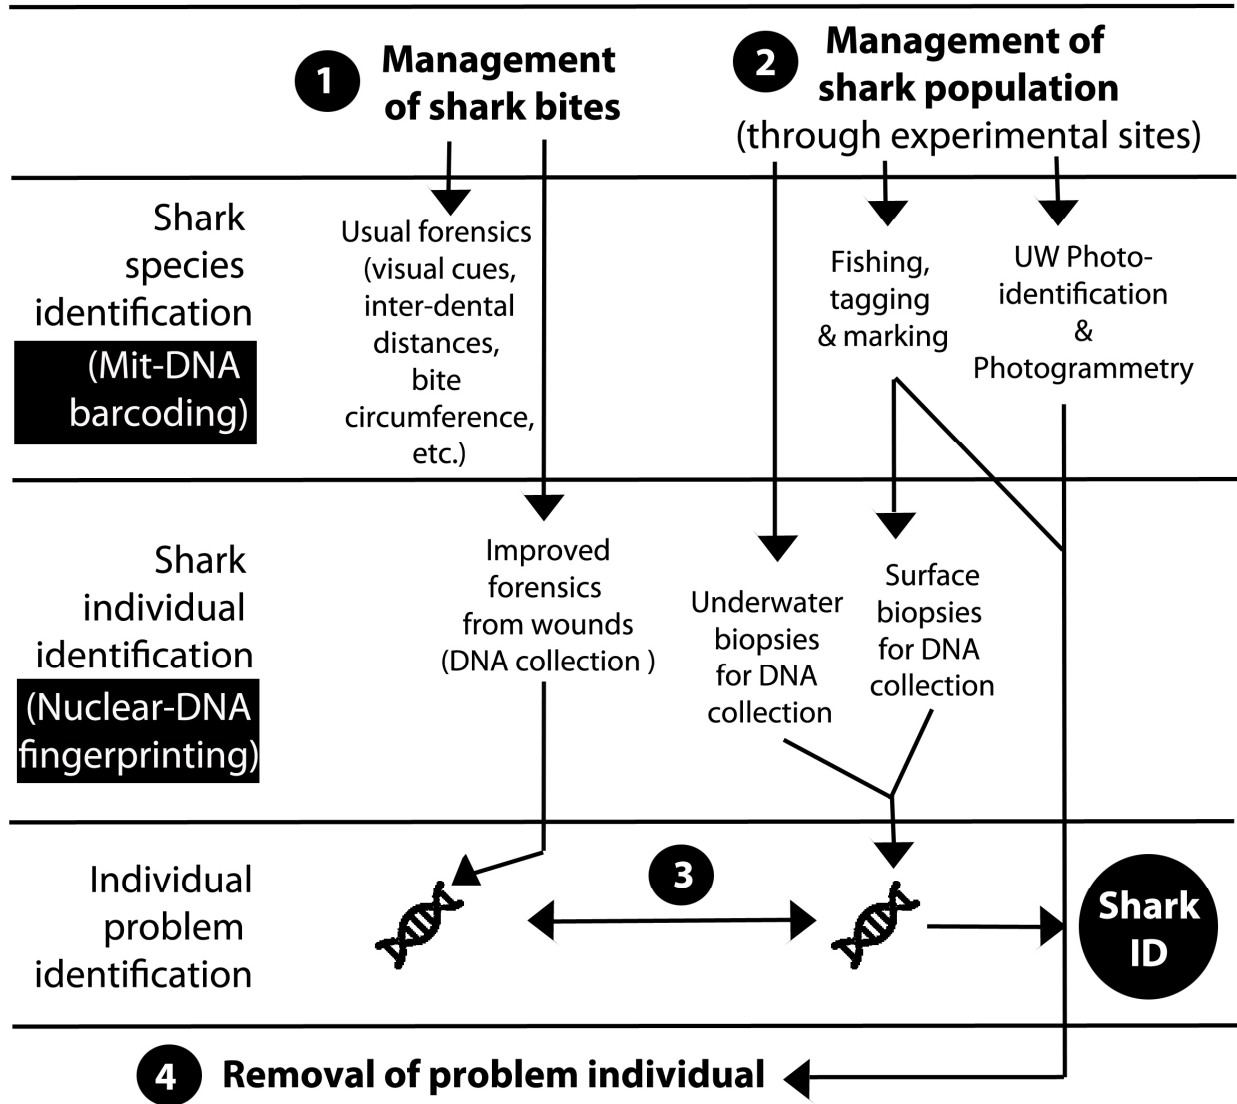 1
Management
of shark bites
2
Management of
shark population
(through experimental sites)
Shark
species
identification
(Mit-DNA
barcoding)
Usual forensics
(visual cues,
inter-dental
distances,
bite
circumference,
etc.)
Fishing,
tagging
& marking
UW Photo-
identification
&
Photogrammetry
Shark
individual
identification
(Nuclear-DNA
fingerprinting)
Improved
forensics
from wounds
(DNA collection )
Underwater
biopsies
for DNA
collection
Surface
biopsies
for DNA
collection
Individual
problem
identification
3
Shark
ID
4
Removal of problem individual